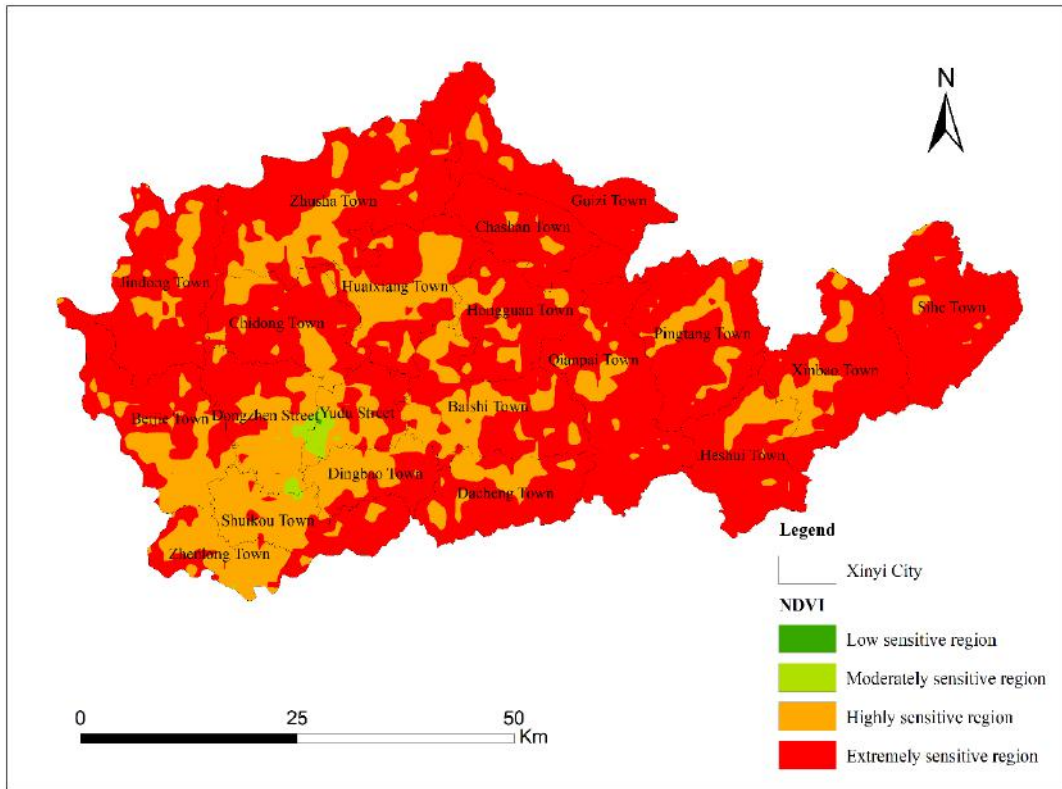 N
Zhusha Town
Guizi Town
Chashan Town
Jindong Town
Huaixiang Town
Sihe Town
Chidong Town
Hongguan Town
Pingtang Town
Qianpai Town
Xinbao Town
Beijie Town
Dongzhen Street
Yudu Street
Baishi Town
Heshui Town
Dingbao Town
Dacheng Town
Shuikou Town
Zhenlong Town
Legend
Xinyi City
NDVI
Low sensitive region
Moderately sensitive region
Highly sensitive region
Extremely sensitive region
0 25 50
Km